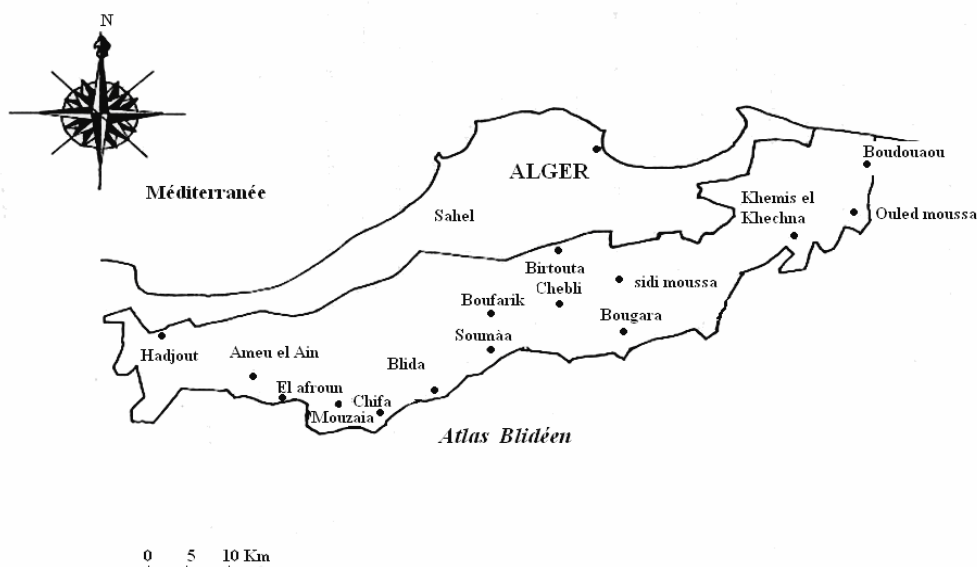 N
ALGER
Boudouaou
Méditerranée
Khemis el
Khechna
Sahel
Ouled moussa
Birtouta
Chebli
sidi moussa
Boufarik
Bougara
Soumàa
Hadjout
Ameu el Ain
Blida
El afroun
Chifa
Mouzaia
Atlas Blidéen
0 5 10 Km